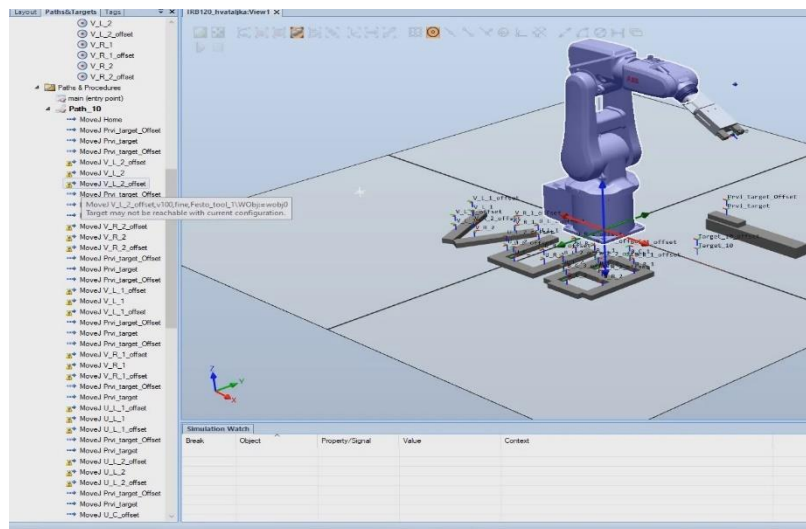 Layout Paths&Targets Tags
IRB120_hvataljka:View1
V_L_2
V_R_1
V_R_1_offset
V_R_2
V_R_2_offset
Paths & Procedures
main (entry point)
Path_10
MoveJ Home
MoveJ Prvi_target_Offset
MoveJ Prvi_target
MoveJ Prvi_target_Offset
MoveJ V_L_2_offset
MoveJ V_L_2
MoveJ V_L_2_offset
MoveJ Prvi_target_Offset
MoveJ V_L_2_offset,v100,fine,Festo_tool_1\WObj:=wobj0
Target may not be reachable with current configuration.
MoveJ V_R_2_offset
MoveJ V_R_2
MoveJ V_R_2_offset
MoveJ Prvi_target_Offset
MoveJ Prvi_target
MoveJ Prvi_target_Offset
MoveJ V_L_1_offset
MoveJ V_L_1
MoveJ V_L_1_offset
MoveJ Prvi_target_Offset
MoveJ Prvi_target
MoveJ Prvi_target_Offset
MoveJ V_R_1_offset
MoveJ V_R_1
MoveJ V_R_1_offset
MoveJ Prvi_target_Offset
MoveJ Prvi_target
MoveJ U_L_1_offset
MoveJ U_L_1
MoveJ U_L_1_offset
MoveJ Prvi_target_Offset
MoveJ Prvi_target
MoveJ U_L_2_offset
MoveJ U_L_2
MoveJ U_L_2_offset
MoveJ Prvi_target_Offset
MoveJ Prvi_target
MoveJ U_C_offset
ABB
Prvi_target_Offset
Prvi_target
Target_10
Z
Y
X
Simulation Watch
Break Object Property/Signal Value Context